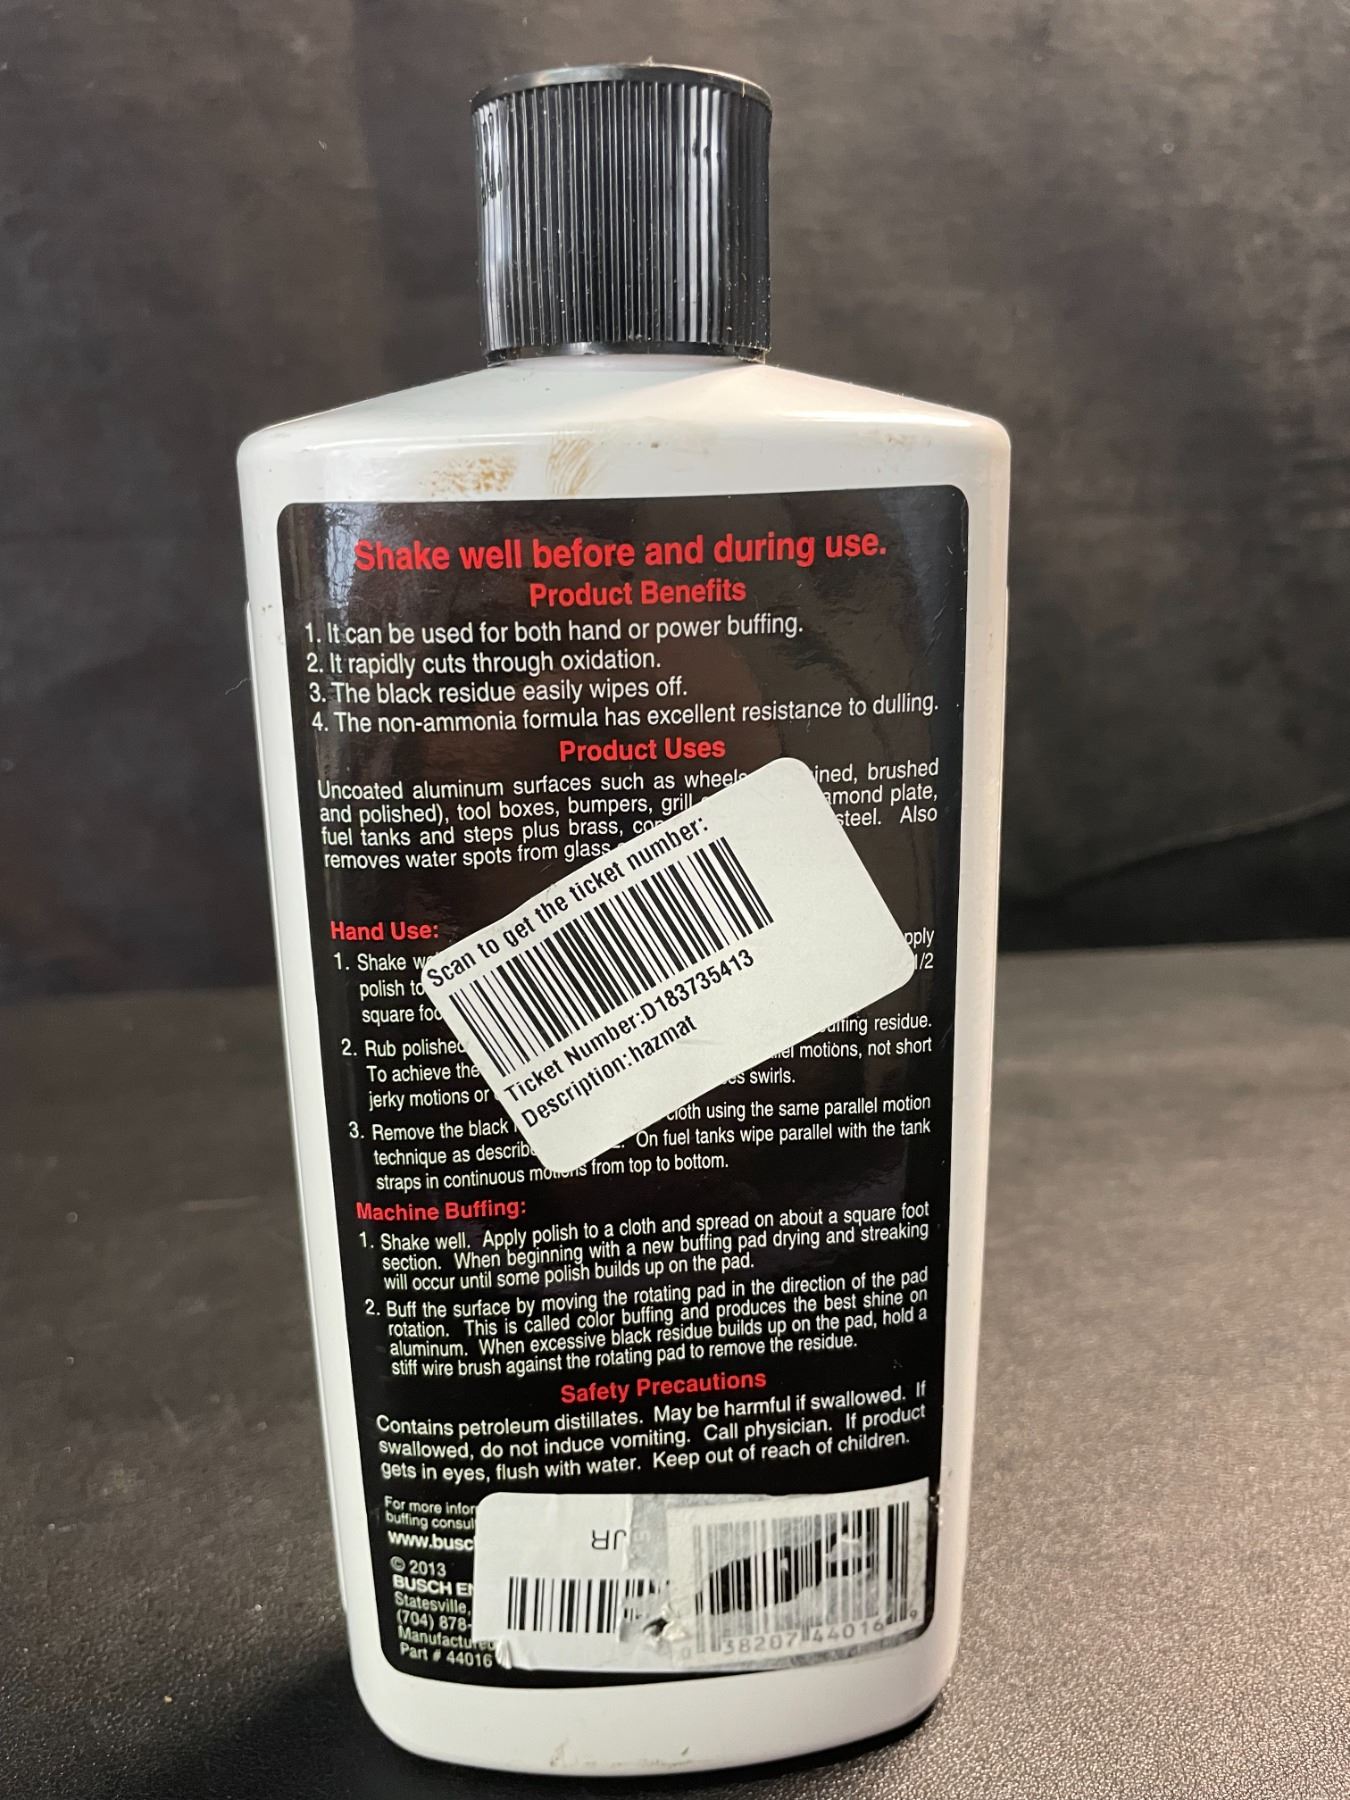 Shake well before and during use.
Product Benefits
1. It can be used for both hand or power buffing.
2. It rapidly cuts through oxidation.
3. The black residue easily wipes off.
4. The non-ammonia formula has excellent resistance to dulling.
Product Uses
Uncoated aluminum surfaces such as wheels ined, brushed
and polished), tool boxes, bumpers, grill amond plate,
fuel tanks and steps plus brass, steel. Also
removes water spots from glass
Scan to get the ticket number:
Ticket Number:D183735413
Description:hazmat
Hand Use:
1. Shake pply
polish to 1/2
square
2. Rub polished residue.
To achieve the motions, not short
jerky motions or swirls.
3. Remove the black cloth using the same parallel motion
technique as On fuel tanks wipe parallel with the tank
straps in continuous motions from top to bottom.
Machine Buffing:
1. Shake well. Apply polish to a cloth and spread on about a square foot
section. When beginning with a new buffing pad drying and streaking
will occur until some polish builds up on the pad.
2. Buff the surface by moving the rotating pad in the direction of the pad
rotation. This is called color buffing and produces the best shine on
aluminum. When excessive black residue builds up on the pad, hold a
stiff wire brush against the rotating pad to remove the residue.
Safety Precautions
Contains petroleum distillates. May be harmful if swallowed. If
swallowed, do not induce vomiting. Call physician. If product
gets in eyes, flush with water. Keep out of reach of children.
For more infor
buffing consul
www.busc
© 2013
BUSCH EN
Statesville,
(704) 878-
Manufactured
Part # 44016
JR
0 38207 44016 9